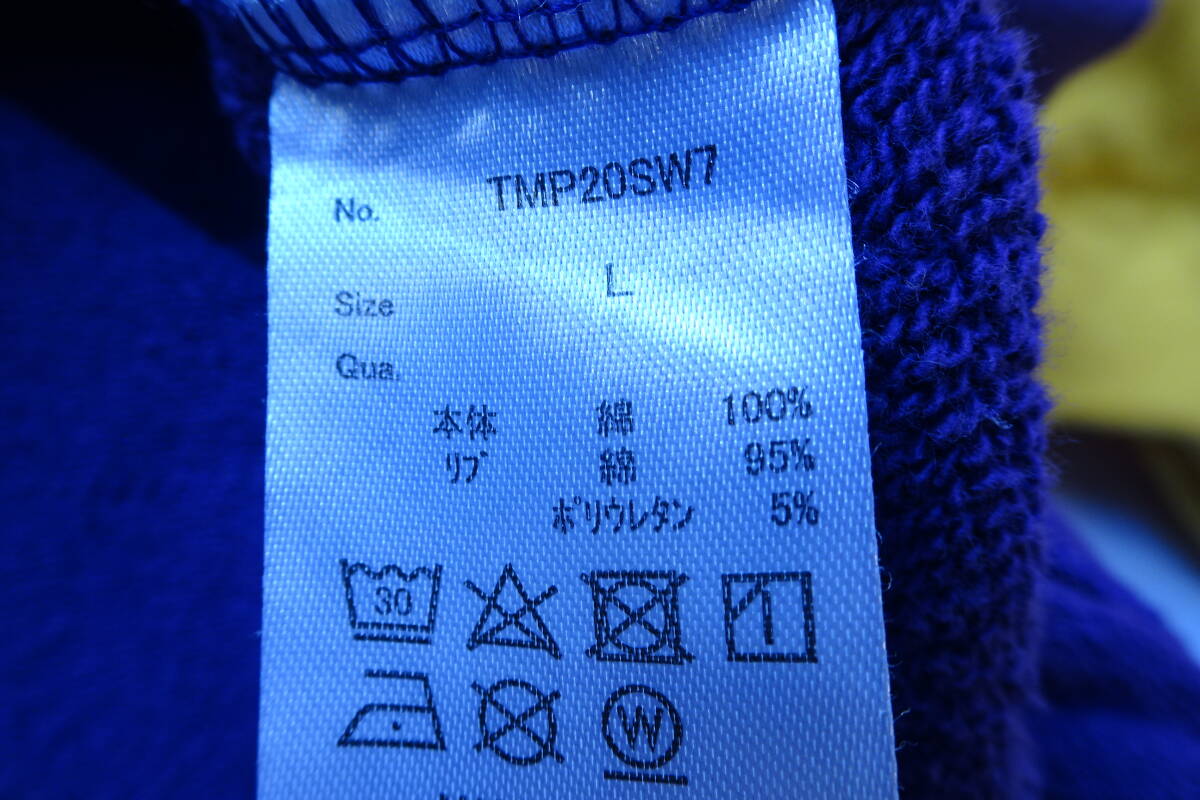 No. TMP20SW7
Size L
Qua.
本体 綿 100%
リブ 綿 95%
ポリウレタン 5%
30
W